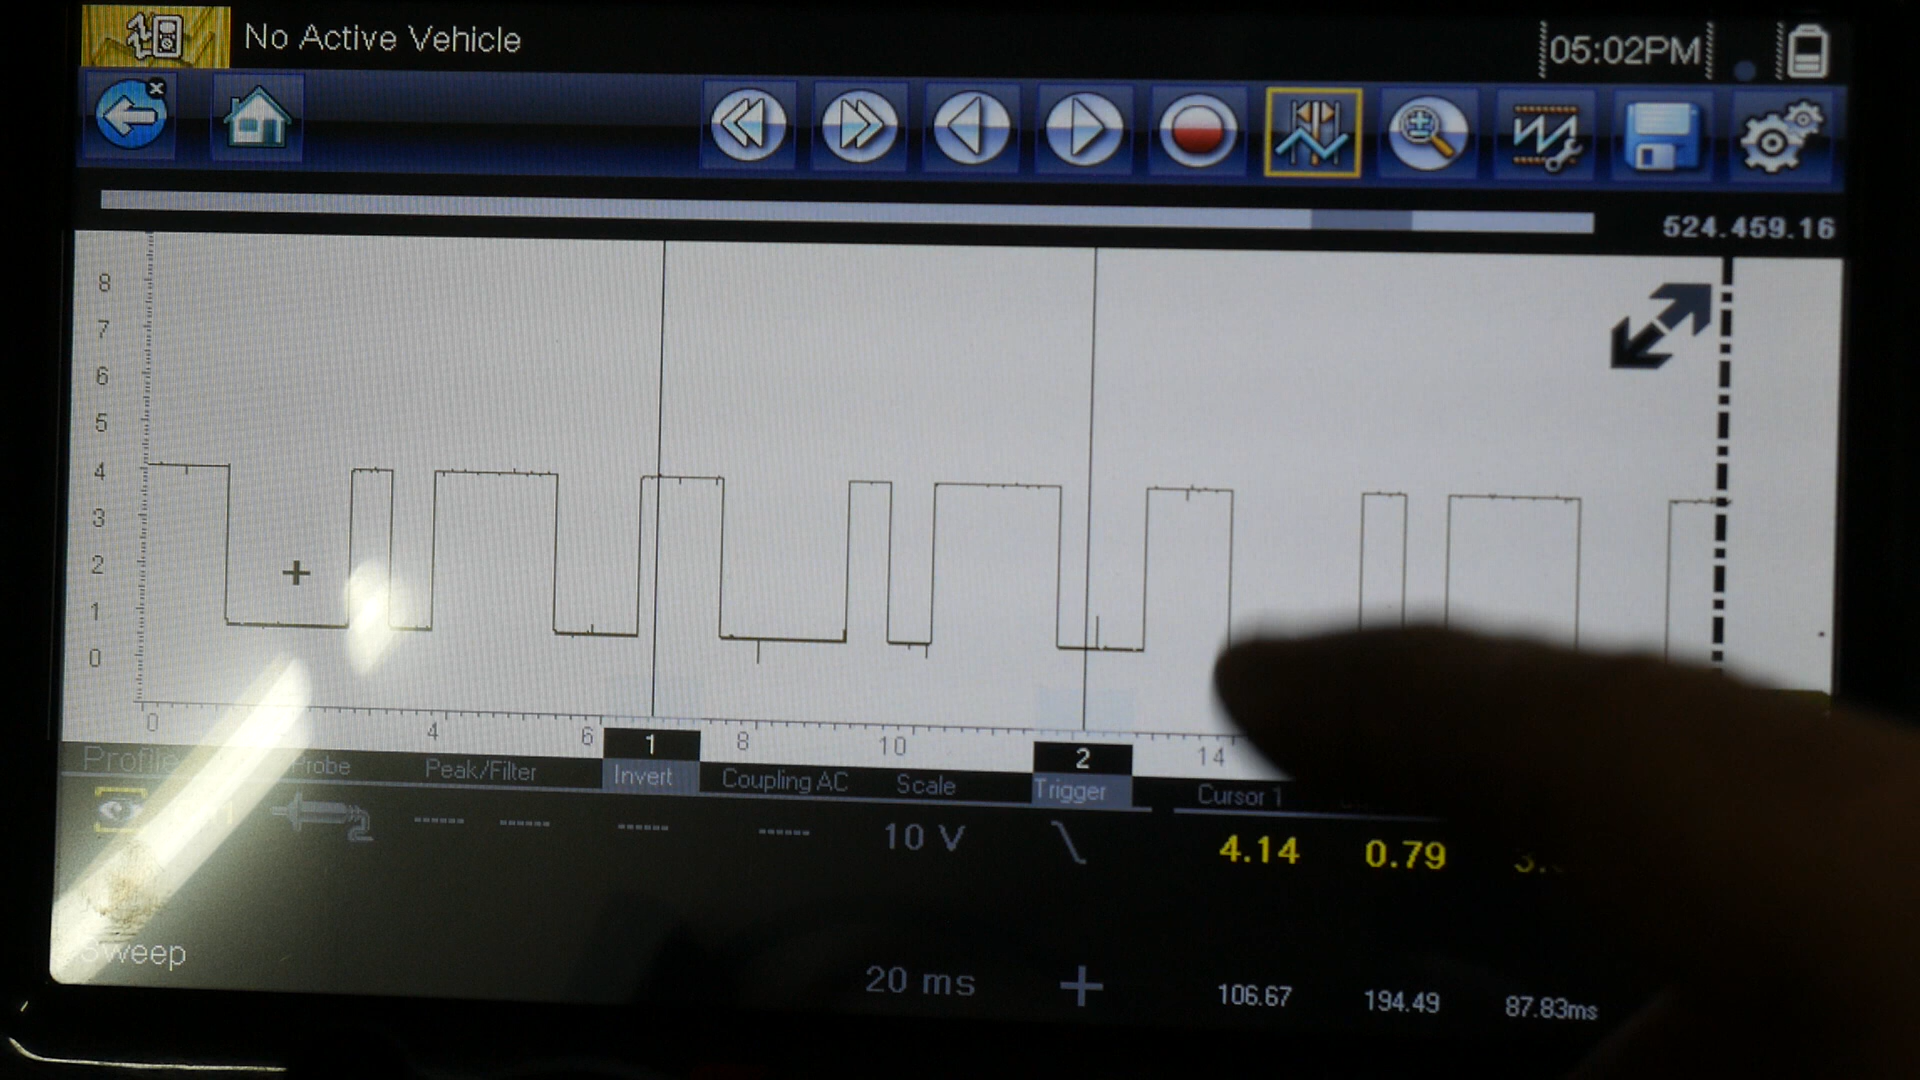 No Active Vehicle
05:02PM
524.459.16
8
7
6
5
4
3
2
1
0
0 4 6 8 10 14
1 2
Probe Peak/Filter Invert Coupling AC Scale Trigger Cursor 1
------ ------ ------ ------ 10 V 4.14 0.79
Sweep
20 ms 106.67 194.49 87.83ms